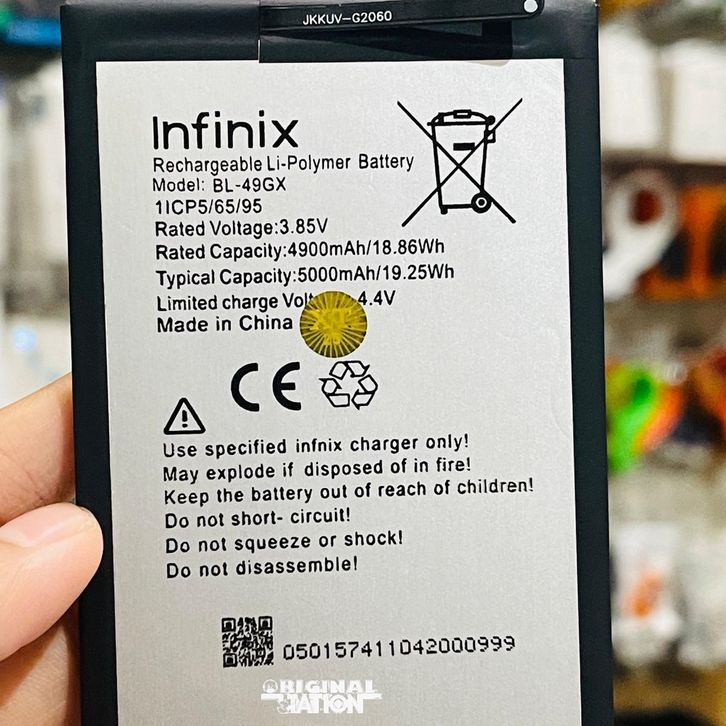 JKKUV-G2060
Infinix
Rechargeable Li-Polymer Battery
Model: BL-49GX
1ICP5/65/95
Rated Voltage:3.85V
Rated Capacity:4900mAh/18.86Wh
Typical Capacity:5000mAh/19.25Wh
Limited charge 4.4V
Made in China
CE
Use specified infnix charger only!
May explode if disposed of in fire!
Keep the battery out of reach of children!
Do not short- circuit!
Do not squeeze or shock!
Do not disassemble!
050157411042000999
ORIGINAL
STATION